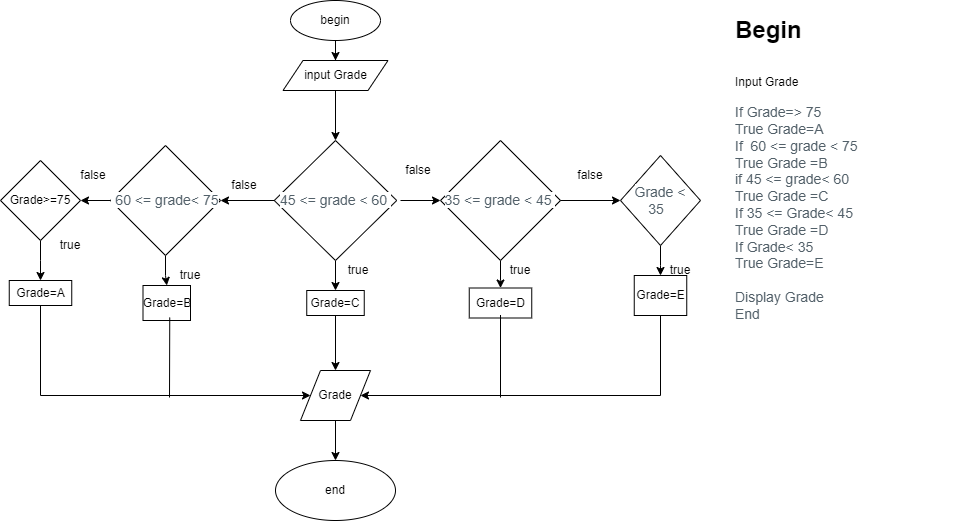 begin
input Grade
false
false
false
false
Grade>=75
60 <= grade< 75
45 <= grade < 60
35 <= grade < 45
Grade <
35
true
true
true
true
true
Grade=A
Grade=B
Grade=C
Grade=D
Grade=E
Grade
end
Begin
Input Grade
If Grade=> 75
True Grade=A
If  60 <= grade < 75
True Grade =B
if 45 <= grade< 60
True Grade =C
If 35 <= Grade< 45
True Grade =D
If Grade< 35
True Grade=E
Display Grade
End